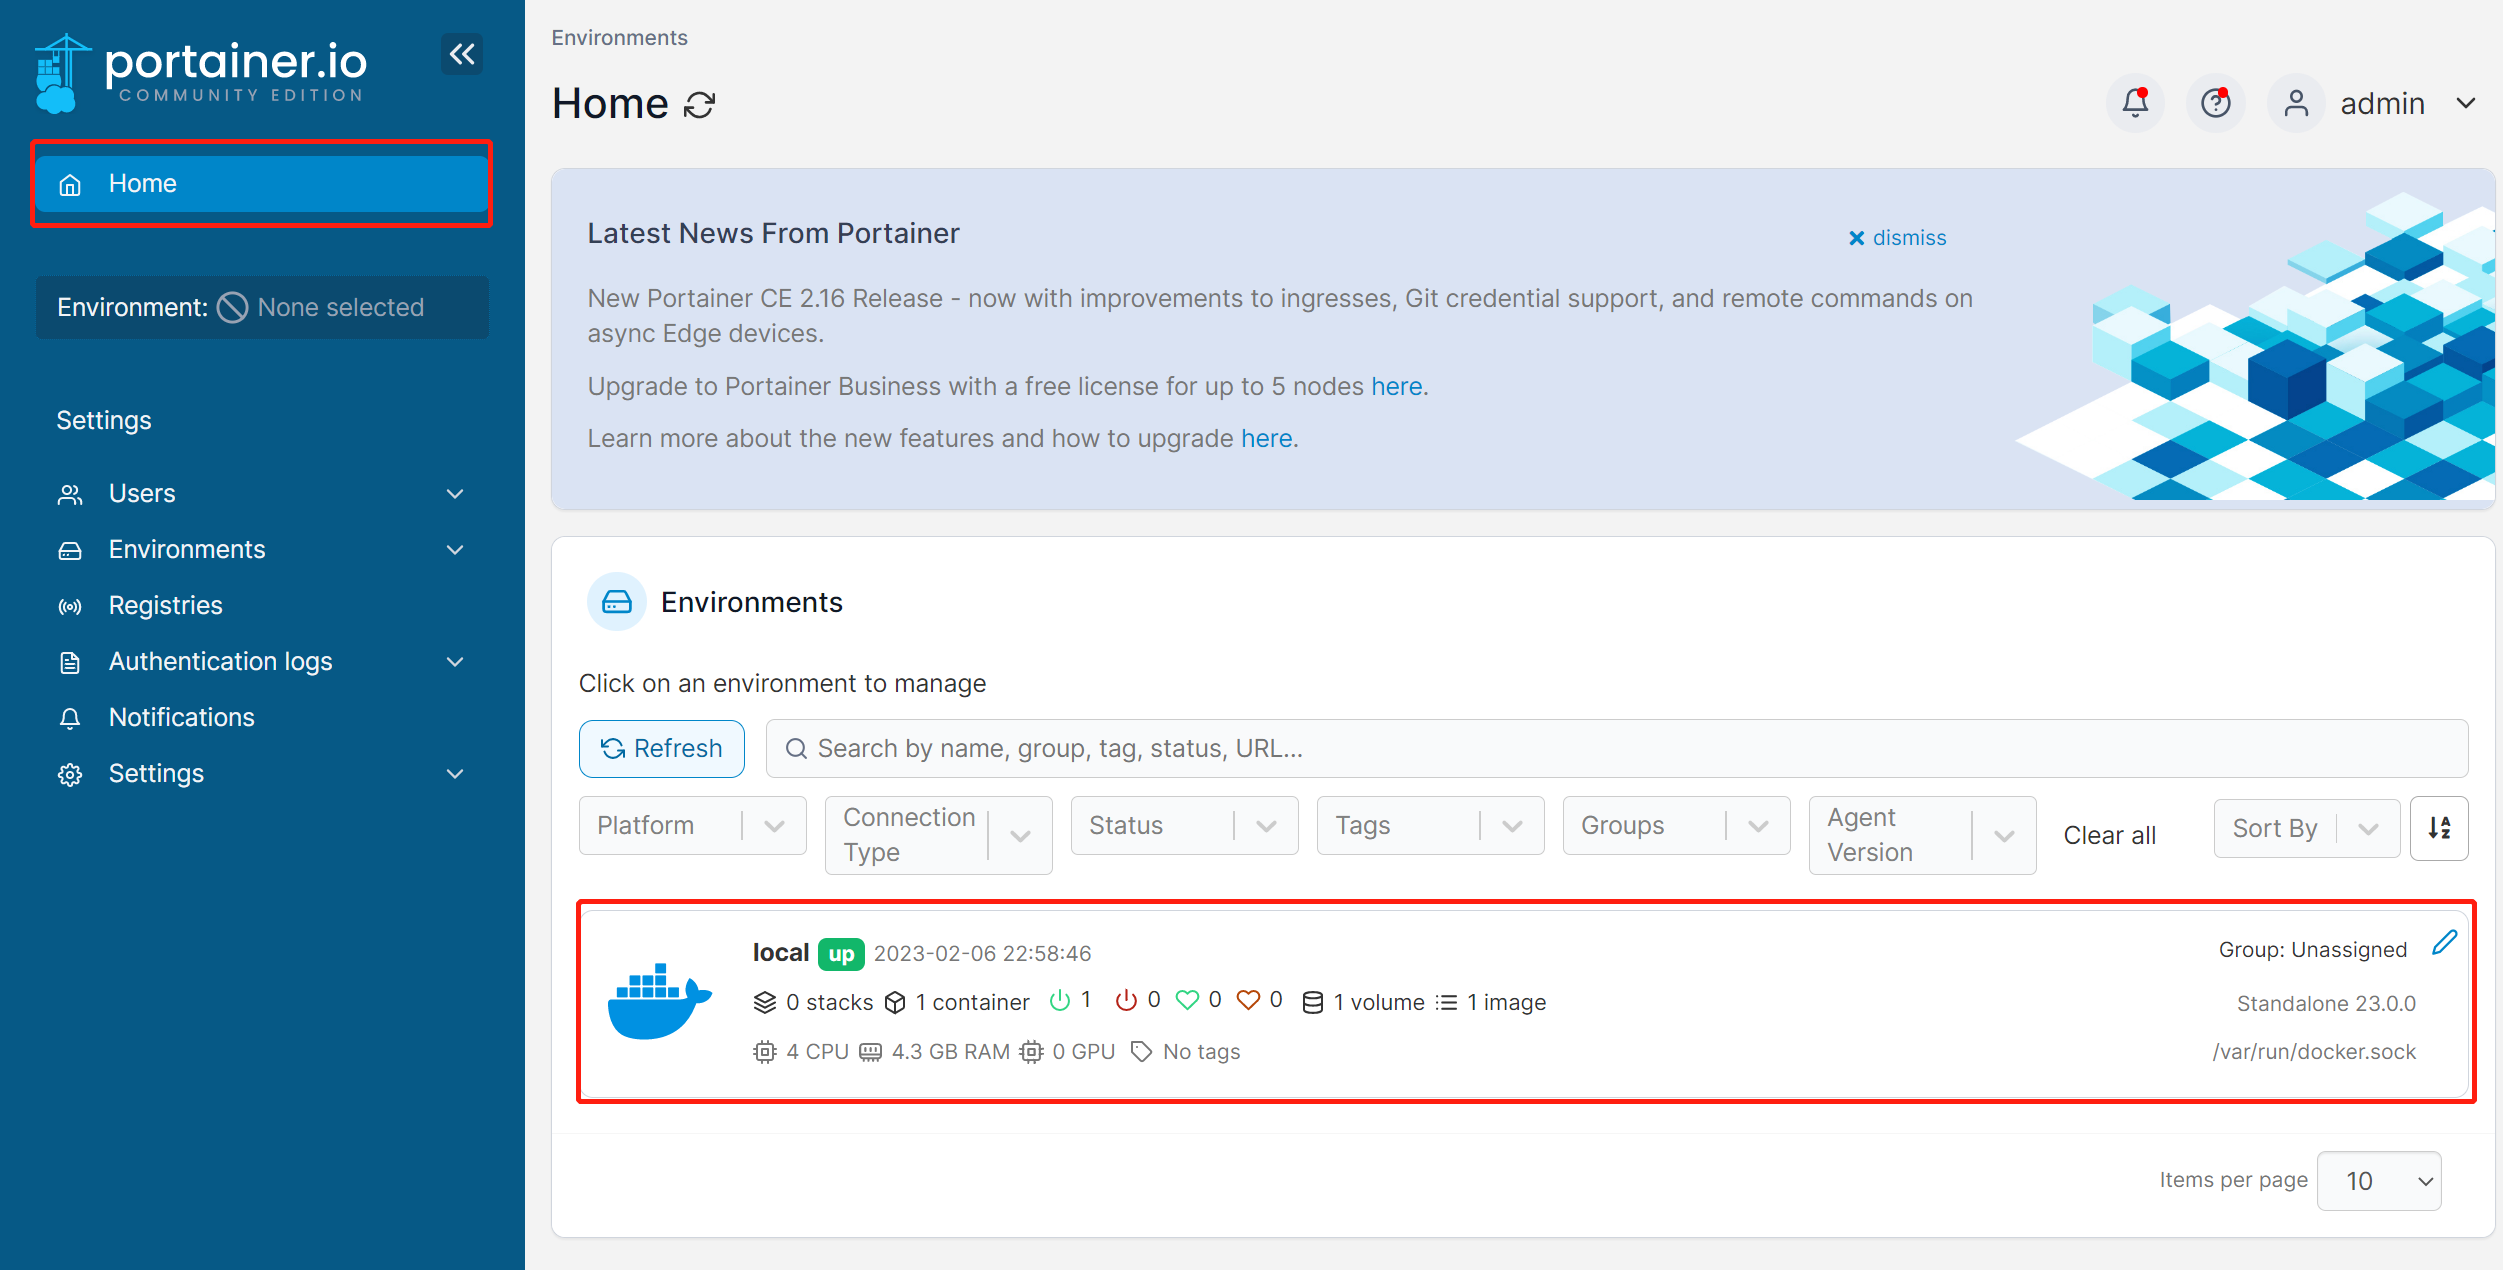 portainer.io
COMMUNITY EDITION
Home
Environment: None selected
Settings
Users
Environments
Registries
Authentication logs
Notifications
Settings
Environments
Home
admin
Latest News From Portainer
dismiss
New Portainer CE 2.16 Release - now with improvements to ingresses, Git credential support, and remote commands on
async Edge devices.
Upgrade to Portainer Business with a free license for up to 5 nodes here.
Learn more about the new features and how to upgrade here.
Environments
Click on an environment to manage
Refresh
Search by name, group, tag, status, URL...
Platform
Connection
Type
Status
Tags
Groups
Agent
Version
Clear all
Sort By
A
Z
local up 2023-02-06 22:58:46
Group: Unassigned
0 stacks 1 container 1 0 0 0 1 volume 1 image
Standalone 23.0.0
4 CPU 4.3 GB RAM 0 GPU No tags
/var/run/docker.sock
Items per page 10